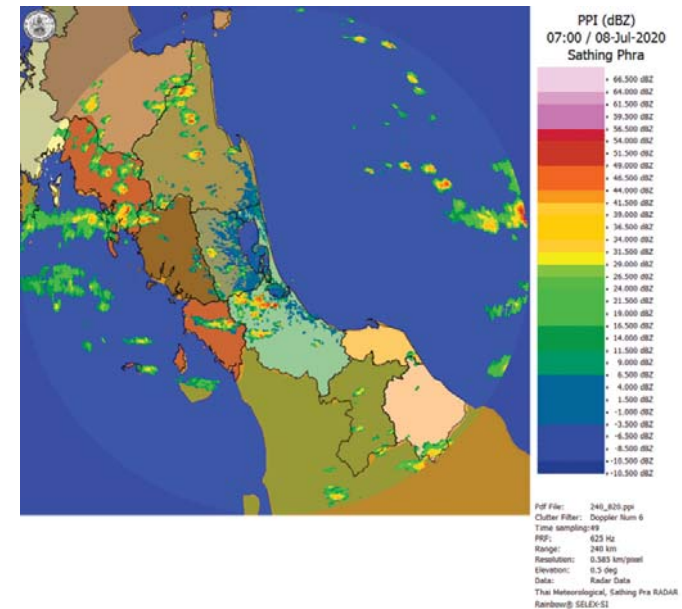 PPI (dBZ)
07:00 / 08-Jul-2020
Sathing Phra
66.500 dBZ
64.000 dBZ
61.500 dBZ
59.500 dBZ
56.500 dBZ
54.000 dBZ
51.500 dBZ
49.000 dBZ
46.500 dBZ
44.000 dBZ
41.500 dBZ
39.000 dBZ
36.500 dBZ
34.000 dBZ
31.500 dBZ
29.000 dBZ
26.500 dBZ
24.000 dBZ
21.500 dBZ
19.000 dBZ
16.500 dBZ
14.000 dBZ
11.500 dBZ
9.000 dBZ
6.500 dBZ
4.000 dBZ
1.500 dBZ
-1.000 dBZ
-3.500 dBZ
-6.500 dBZ
-8.500 dBZ
-10.500 dBZ
-10.500 dBZ
Pdf File: 240_820.ppi
Clutter Filter: Doppler Num 6
Time sampling:49
PRF: 625 Hz
Range: 240 km
Resolution: 0.585 km/pixel
Elevation: 0.5 deg
Data: Radar Data
Thai Meteorological, Sathing Pra RADAR
Rainbow® SELEX-SI